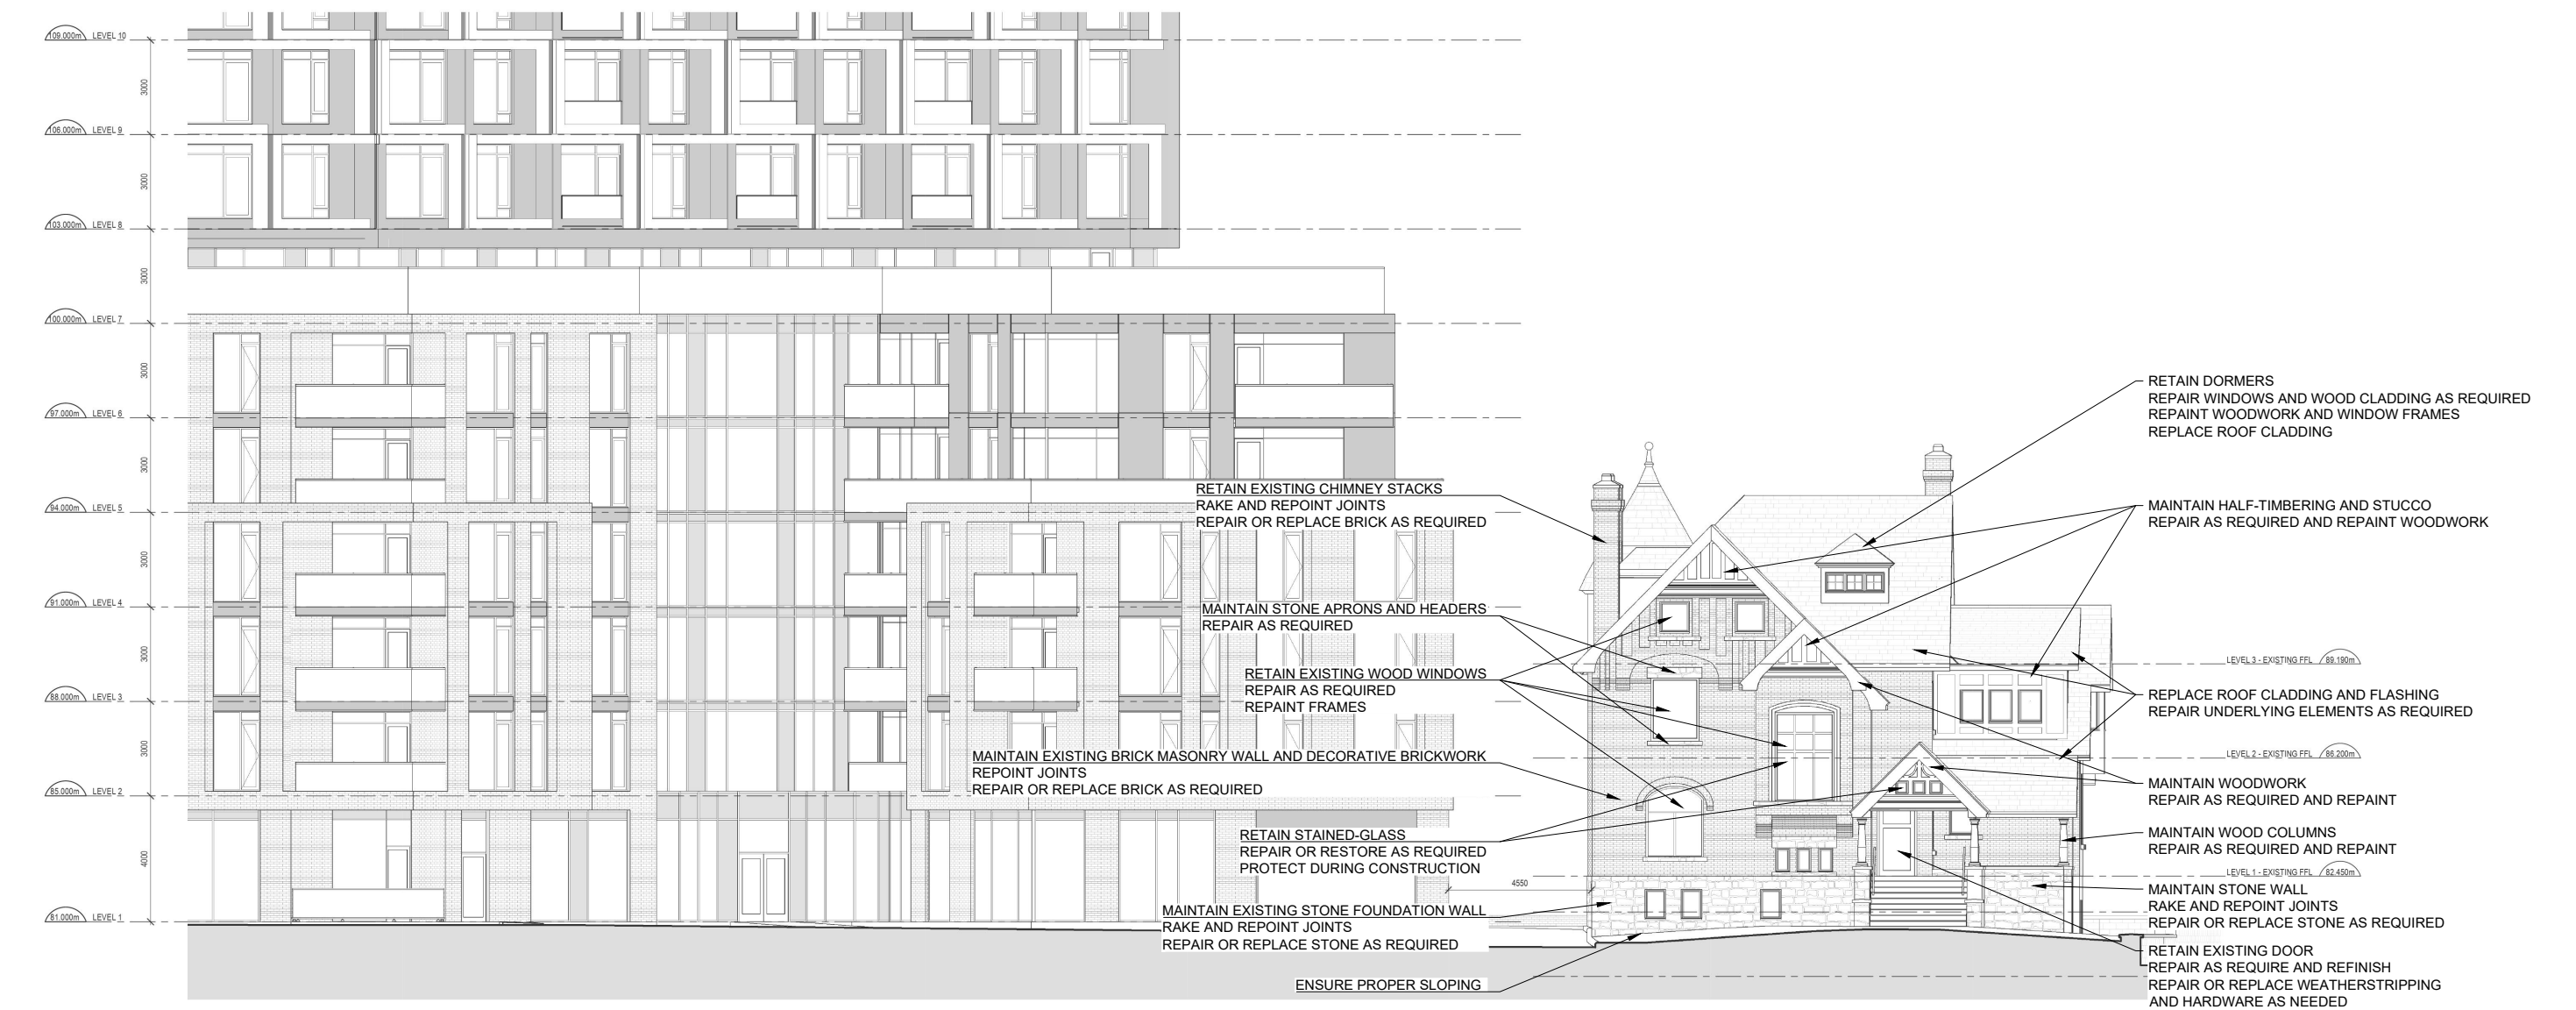 109.000m LEVEL 10
3000
106.000m LEVEL 9
3000
103.000m LEVEL 8
3000
100.000m LEVEL 7
3000
97.000m LEVEL 6
3000
94.000m LEVEL 5
3000
91.000m LEVEL 4
3000
88.000m LEVEL 3
3000
85.000m LEVEL 2
4000
81.000m LEVEL 1
RETAIN EXISTING CHIMNEY STACKS
RAKE AND REPOINT JOINTS
REPAIR OR REPLACE BRICK AS REQUIRED
MAINTAIN STONE APRONS AND HEADERS
REPAIR AS REQUIRED
RETAIN EXISTING WOOD WINDOWS
REPAIR AS REQUIRED
REPAINT FRAMES
MAINTAIN EXISTING BRICK MASONRY WALL AND DECORATIVE BRICKWORK
REPOINT JOINTS
REPAIR OR REPLACE BRICK AS REQUIRED
RETAIN STAINED-GLASS
REPAIR OR RESTORE AS REQUIRED
PROTECT DURING CONSTRUCTION
4550
MAINTAIN EXISTING STONE FOUNDATION WALL
RAKE AND REPOINT JOINTS
REPAIR OR REPLACE STONE AS REQUIRED
ENSURE PROPER SLOPING
RETAIN DORMERS
REPAIR WINDOWS AND WOOD CLADDING AS REQUIRED
REPAINT WOODWORK AND WINDOW FRAMES
REPLACE ROOF CLADDING
MAINTAIN HALF-TIMBERING AND STUCCO
REPAIR AS REQUIRED AND REPAINT WOODWORK
LEVEL 3 - EXISTING FFL 89.190m
REPLACE ROOF CLADDING AND FLASHING
REPAIR UNDERLYING ELEMENTS AS REQUIRED
LEVEL 2 - EXISTING FFL 86.200m
MAINTAIN WOODWORK
REPAIR AS REQUIRED AND REPAINT
MAINTAIN WOOD COLUMNS
REPAIR AS REQUIRED AND REPAINT
LEVEL 1 - EXISTING FFL 82.450m
MAINTAIN STONE WALL
RAKE AND REPOINT JOINTS
REPAIR OR REPLACE STONE AS REQUIRED
RETAIN EXISTING DOOR
REPAIR AS REQUIRE AND REFINISH
REPAIR OR REPLACE WEATHERSTRIPPING
AND HARDWARE AS NEEDED